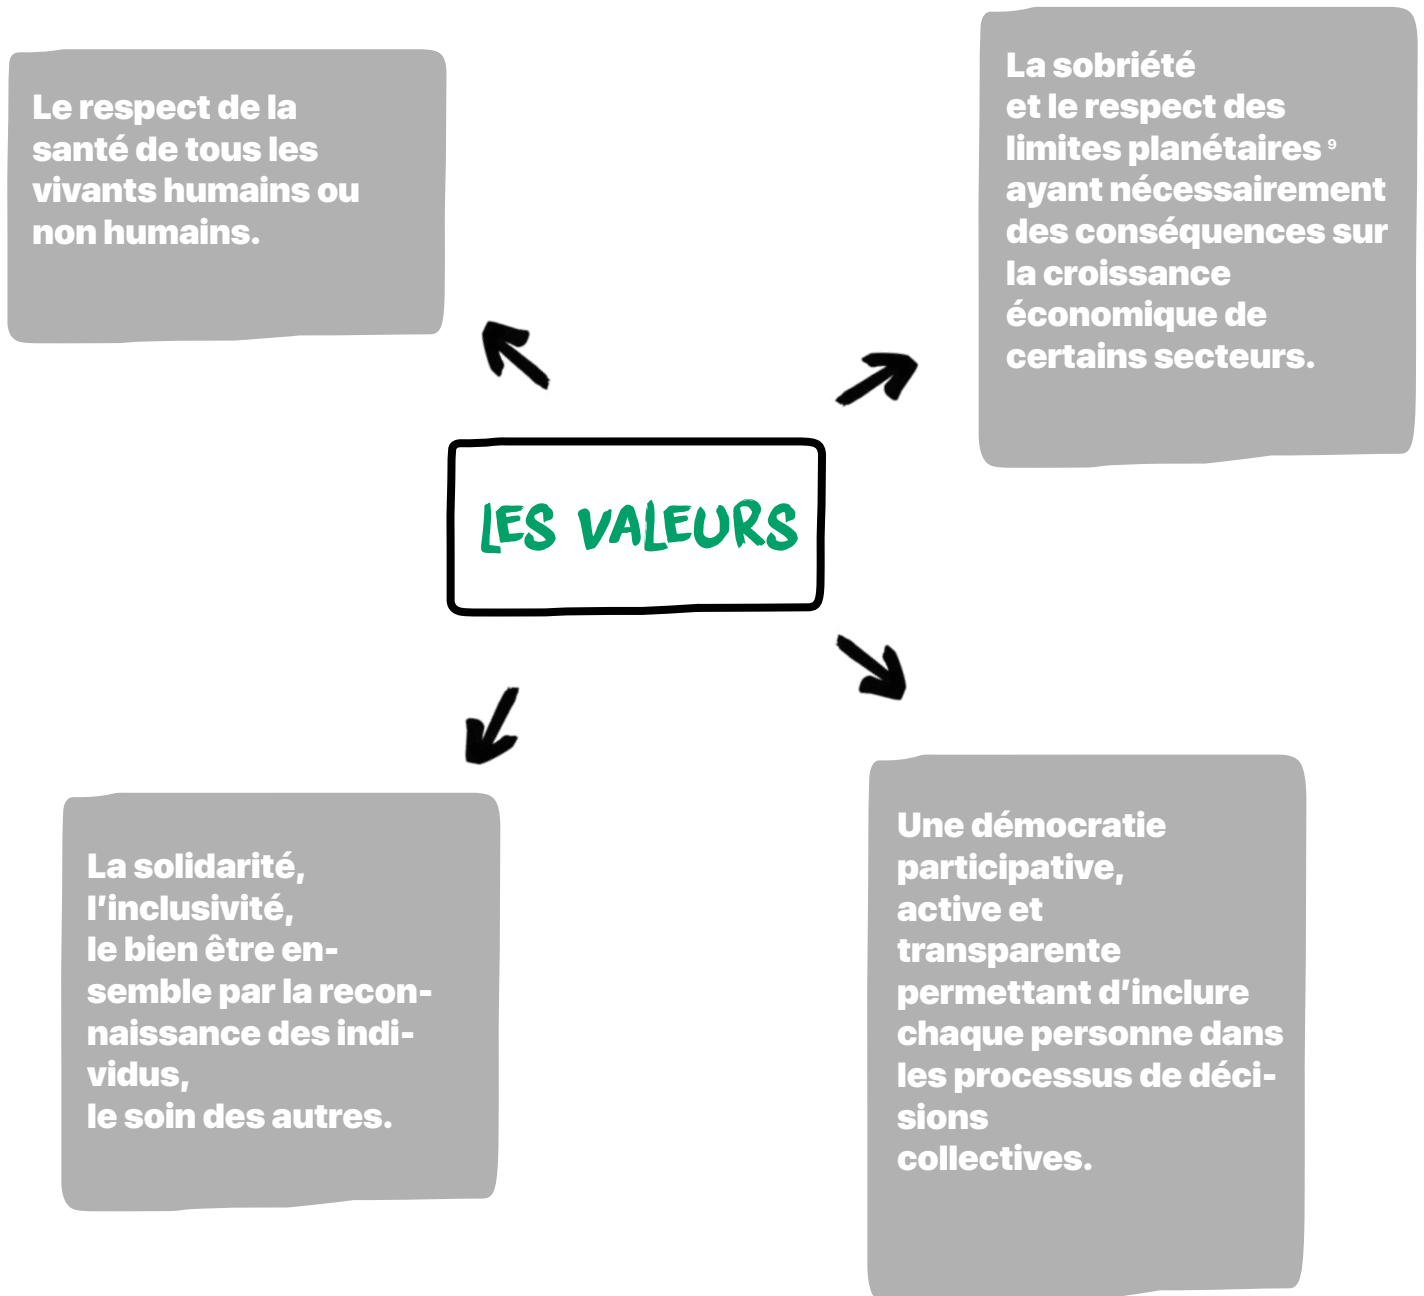 Le respect de la
santé de tous les
vivants humains ou
non humains.
La sobriété
et le respect des
limites planétaires ⁹
ayant nécessairement
des conséquences sur
la croissance
économique de
certains secteurs.
LES VALEURS
La solidarité,
l’inclusivité,
le bien être en-
semble par la recon-
naissance des indi-
vidus,
le soin des autres.
Une démocratie
participative,
active et
transparente
permettant d’inclure
chaque personne dans
les processus de déci-
sions
collectives.